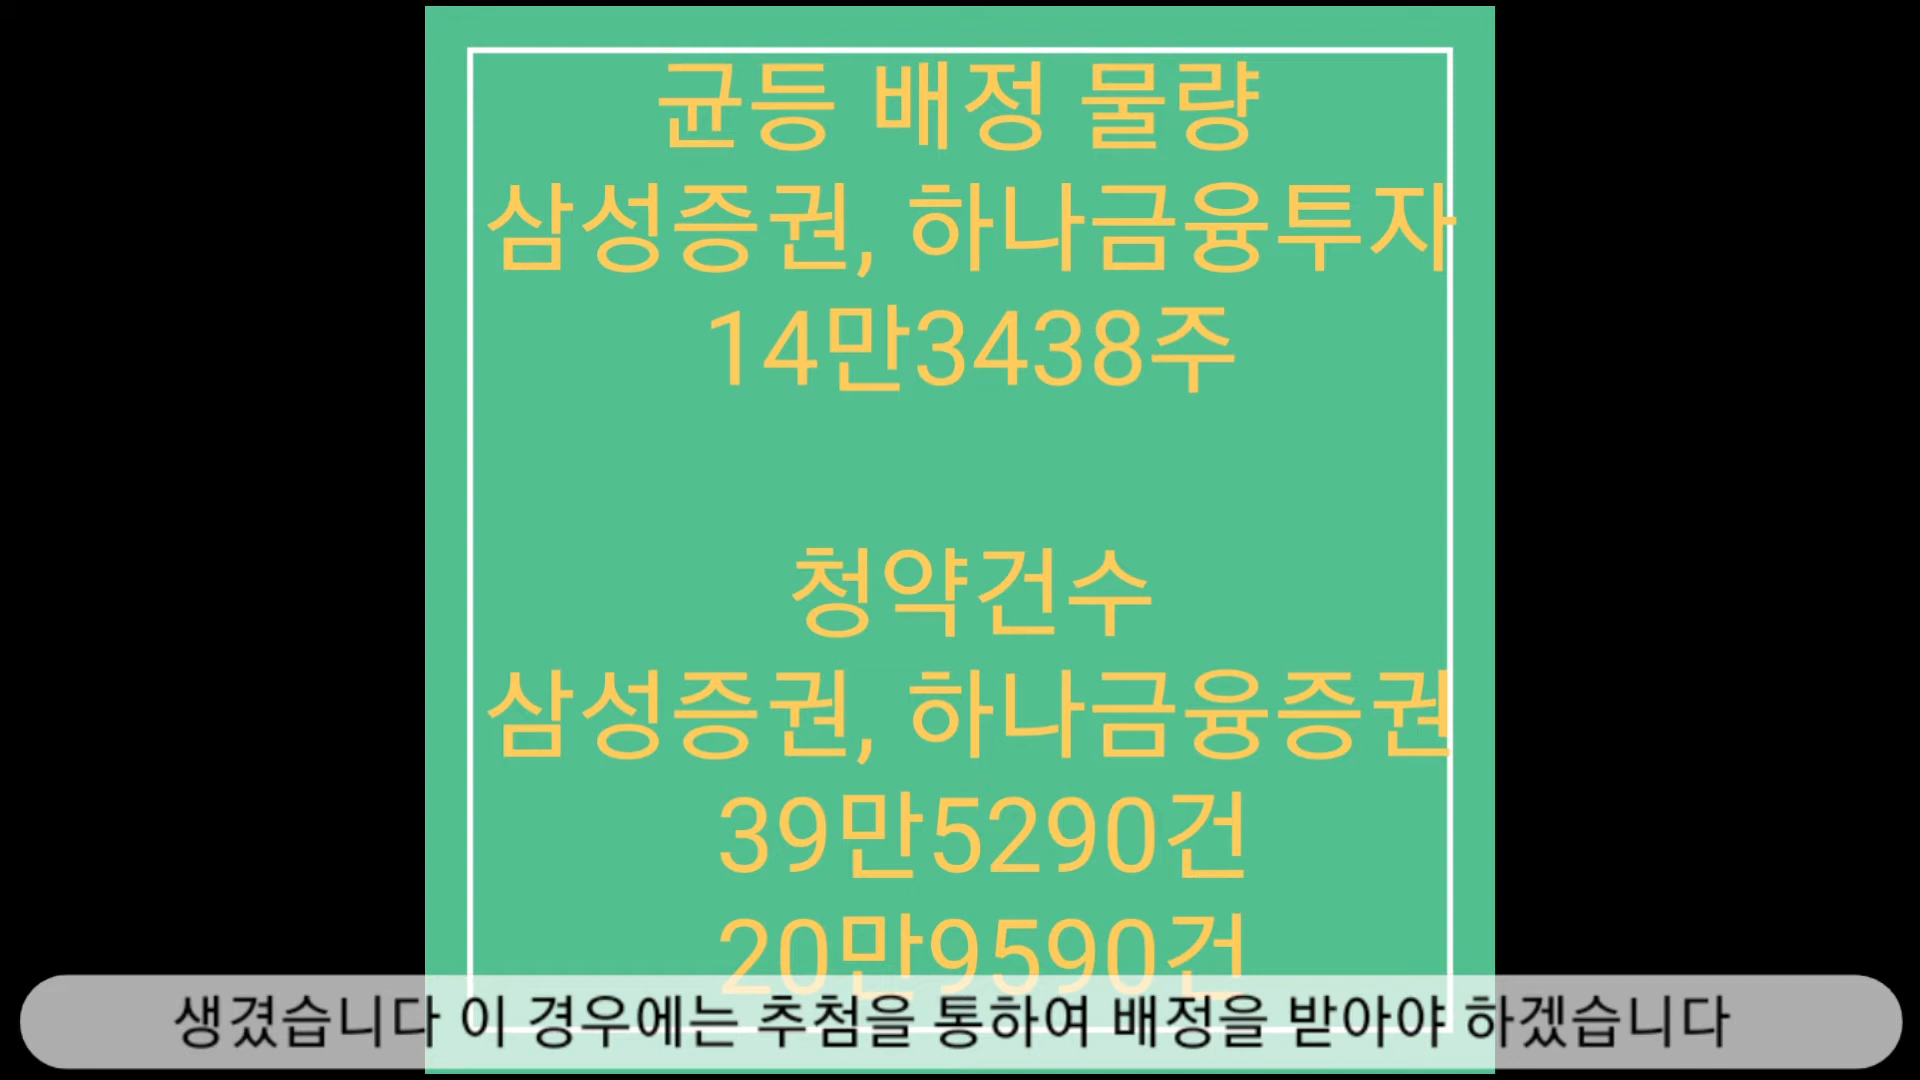 균등 배정 물량
삼성증권, 하나금융투자
14만3438주
청약건수
삼성증권, 하나금융증권
39만5290건
20만9590건
생겼습니다 이 경우에는 추첨을 통하여 배정을 받아야 하겠습니다